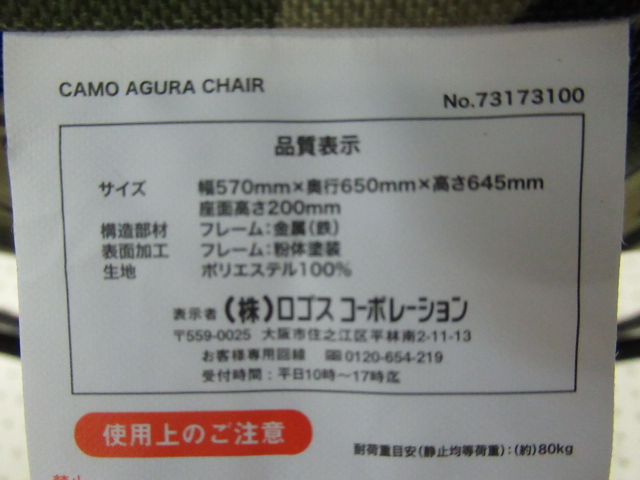 CAMO AGURA CHAIR
No.73173100
品質表示
サイズ 幅570mm×奥行650mm×高さ645mm
座面高さ200mm
構造部材 フレーム:金属(鉄)
表面加工 フレーム:粉体塗装
生地 ポリエステル100%
表示者 (株)ロゴス コーポレーション
〒559-0025 大阪市住之江区平林南2-11-13
お客様専用回線 0120-654-219
受付時間:平日10時〜17時迄
使用上のご注意
耐荷重目安(静止均等荷重):(約)80kg